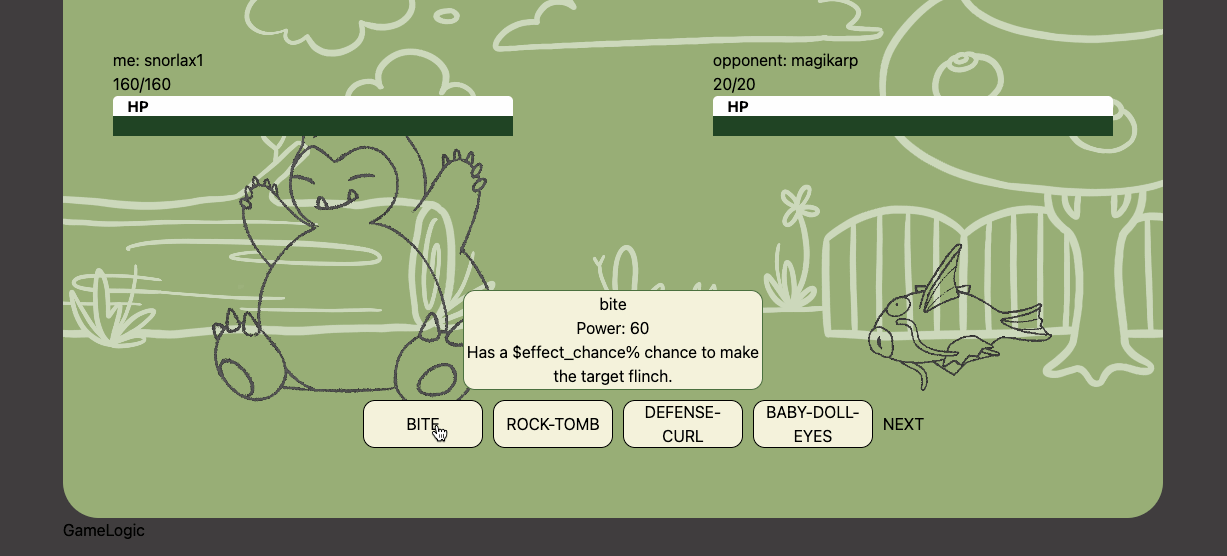 me: snorlax1
160/160
HP
opponent: magikarp
20/20
HP
bite
Power: 60
Has a $effect_chance% chance to make
the target flinch.
BITE
ROCK-TOMB
DEFENSE-
CURL
BABY-DOLL-
EYES
NEXT
GameLogic